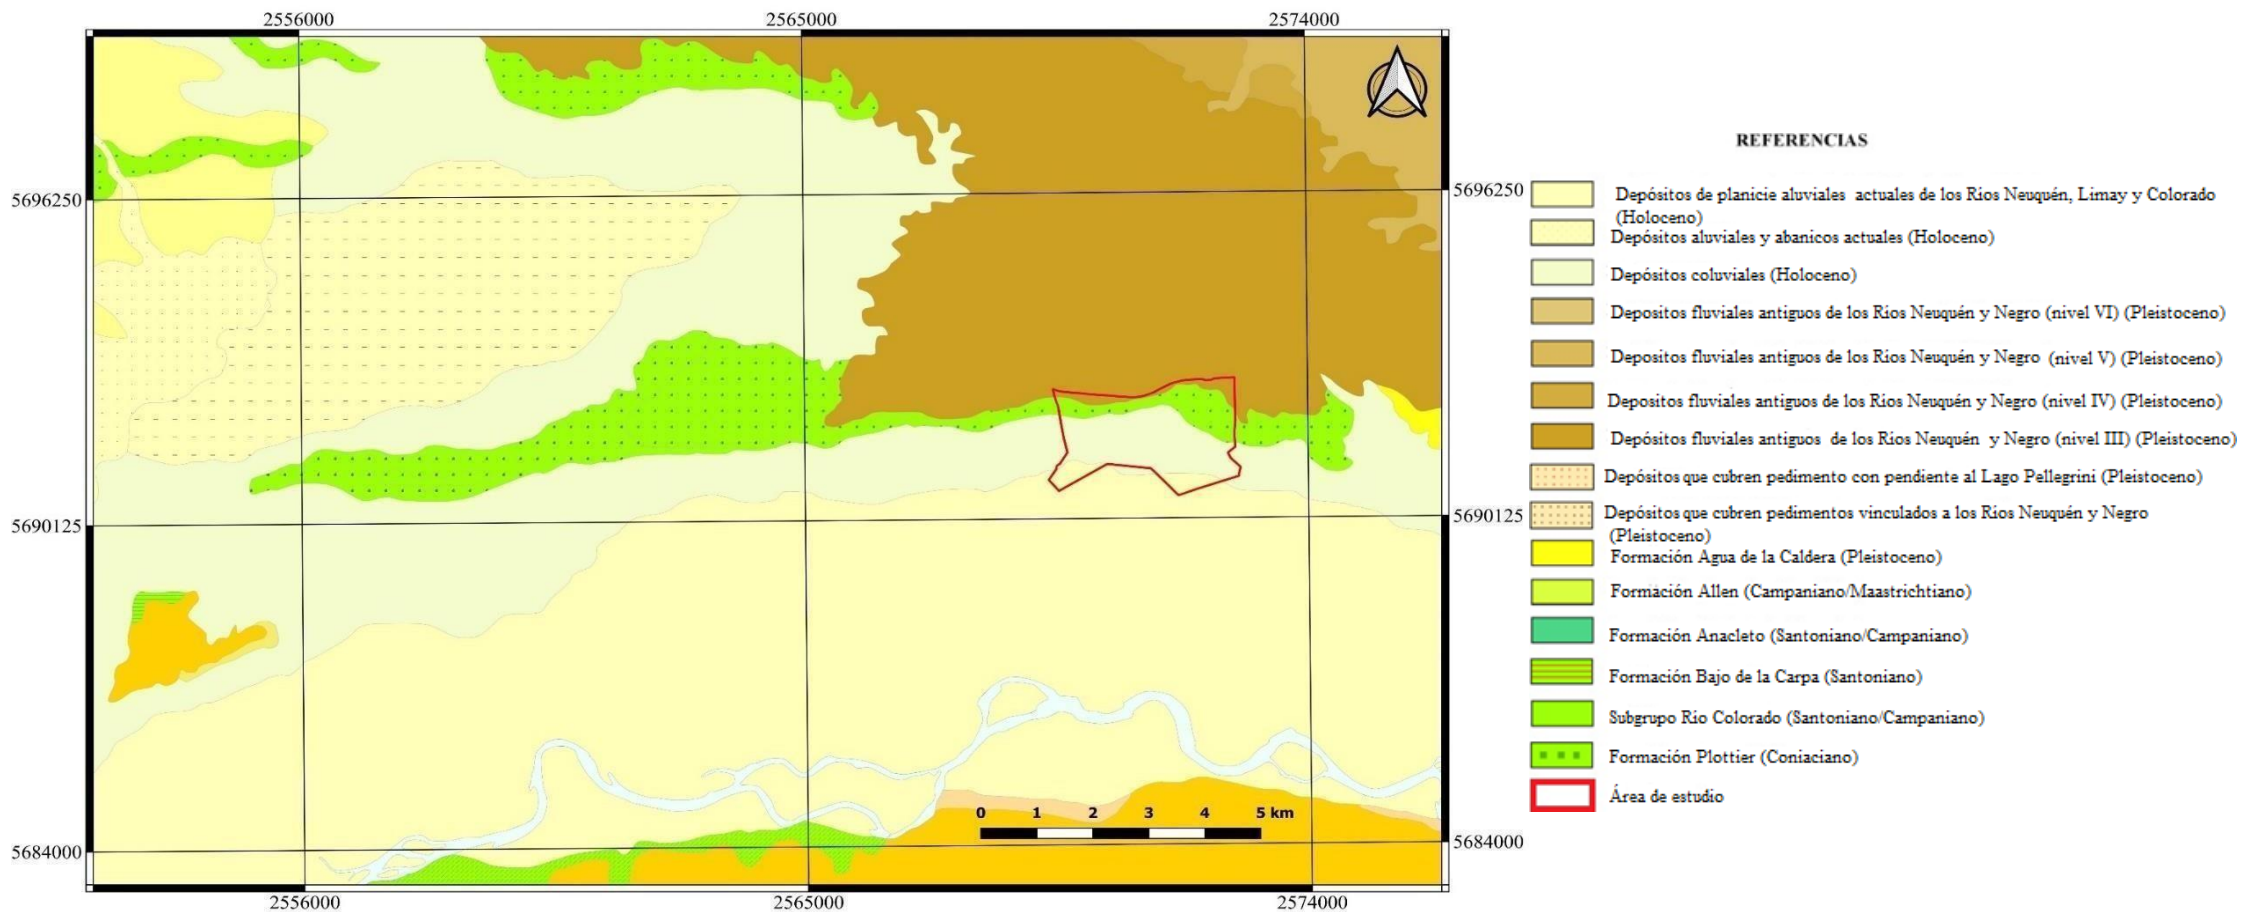 2556000
2565000
2574000
5696250
5696250
5690125
5690125
5684000
5684000
0 1 2 3 4 5 km
2556000
2565000
2574000
REFERENCIAS
Depósitos de planicie aluviales actuales de los Rios Neuquén, Limay y Colorado
(Holoceno)
Depósitos aluviales y abanicos actuales (Holoceno)
Depósitos coluviales (Holoceno)
Depositos fluviales antiguos de los Rios Neuquén y Negro (nivel VI) (Pleistoceno)
Depositos fluviales antiguos de los Rios Neuquén y Negro (nivel V) (Pleistoceno)
Depositos fluviales antiguos de los Rios Neuquén y Negro (nivel IV) (Pleistoceno)
Depósitos fluviales antiguos de los Rios Neuquén y Negro (nivel III) (Pleistoceno)
Depósitos que cubren pedimento con pendiente al Lago Pellegrini (Pleistoceno)
Depósitos que cubren pedimentos vinculados a los Rios Neuquén y Negro
(Pleistoceno)
Formación Agua de la Caldera (Pleistoceno)
Formación Allen (Campaniano/Maastrichtiano)
Formación Anacleto (Santoniano/Campaniano)
Formación Bajo de la Carpa (Santoniano)
Subgrupo Rio Colorado (Santoniano/Campaniano)
Formación Plottier (Coniaciano)
Área de estudio